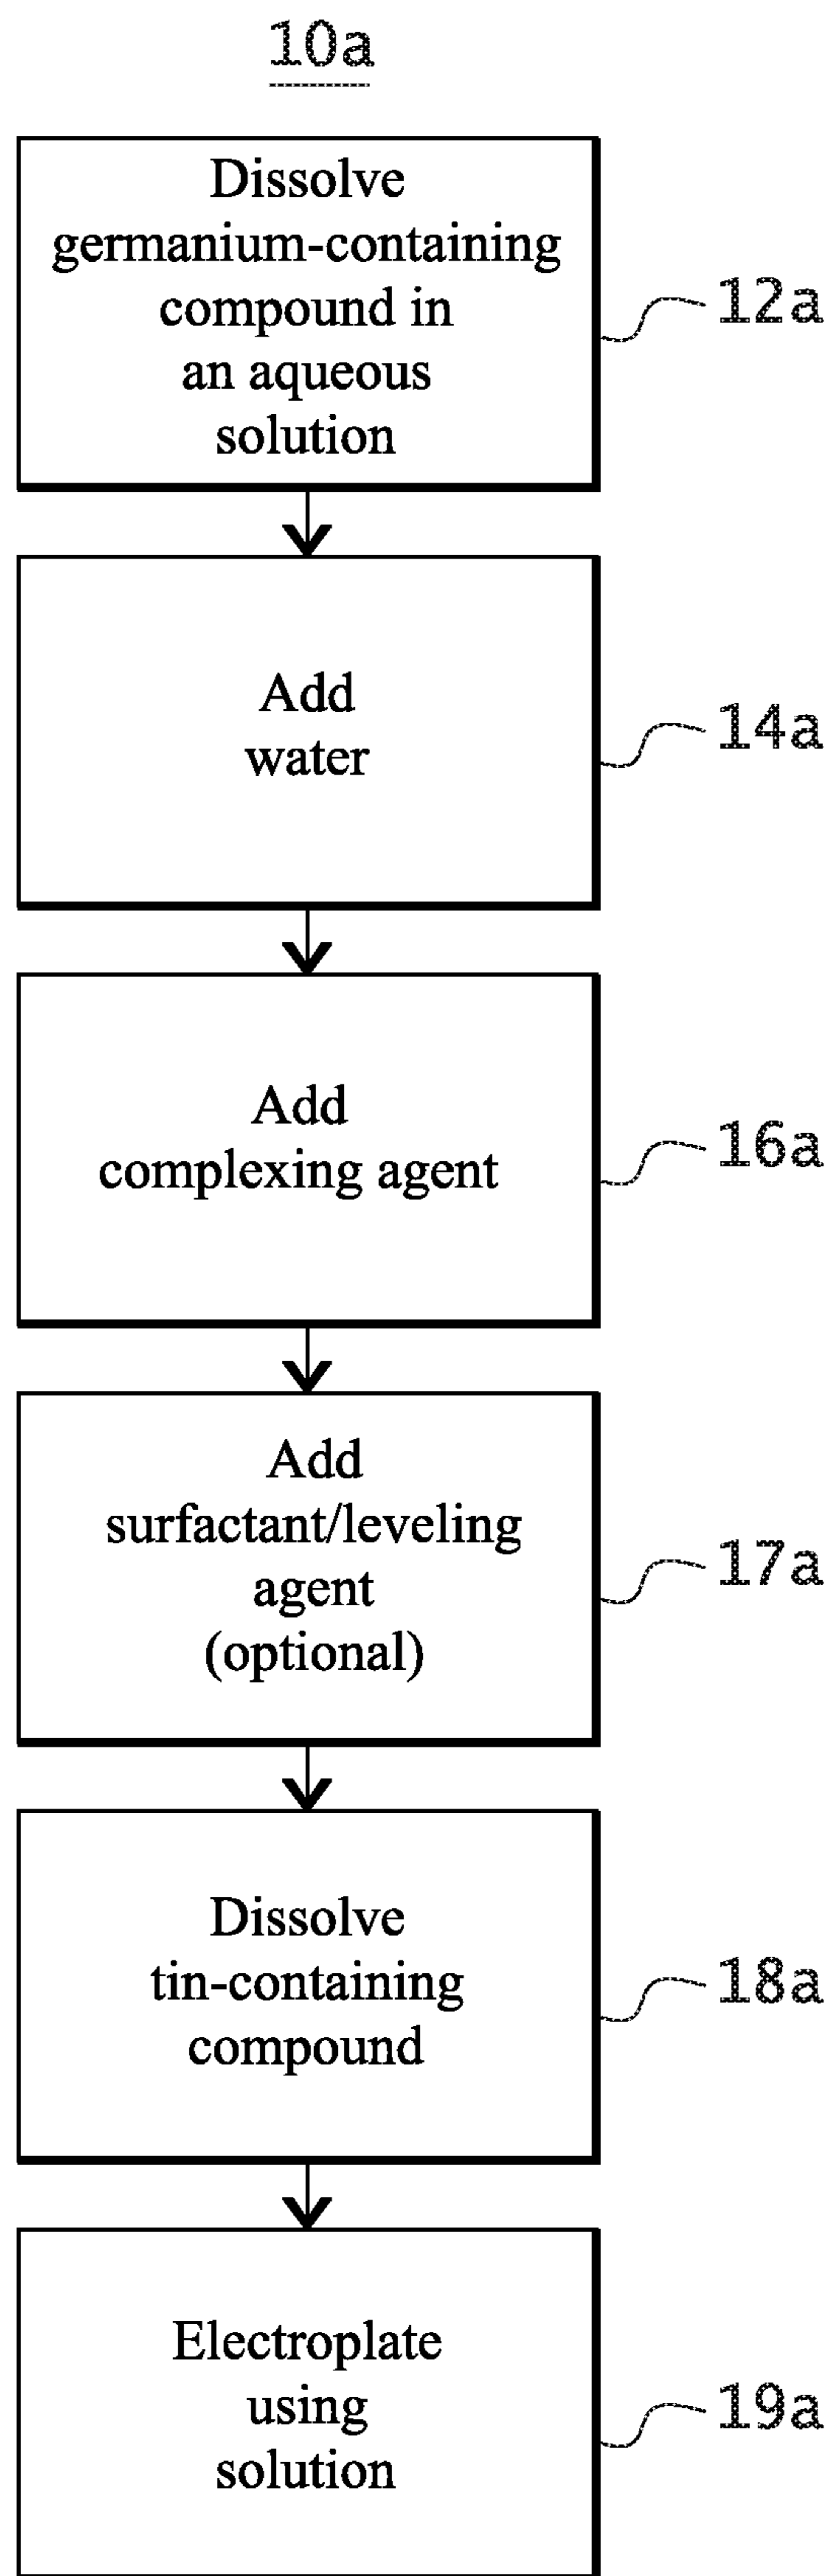 10a
Dissolve
germanium-containing
compound in
an aqueous
solution
12a
Add
water
14a
Add
complexing agent
16a
Add
surfactant/leveling
agent
(optional)
17a
Dissolve
tin-containing
compound
18a
Electroplate
using
solution
19a